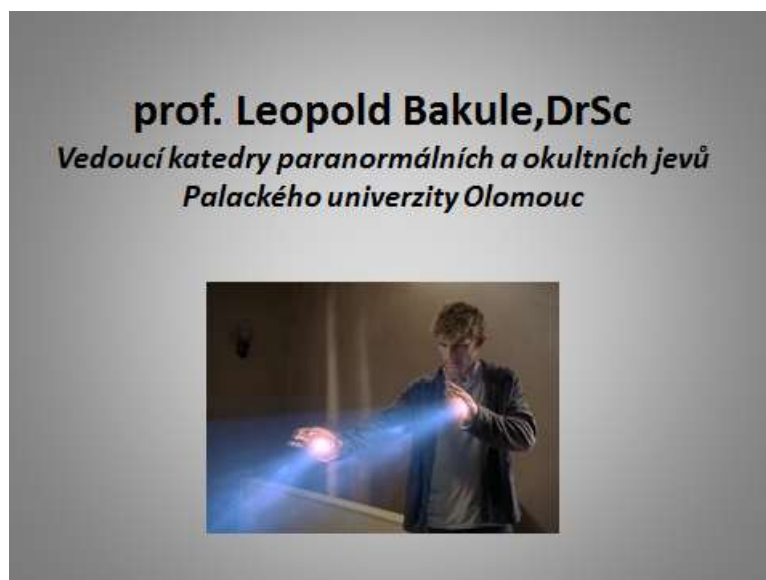 prof. Leopold Bakule,DrSc
Vedoucí katedry paranormálních a okultních jevů
Palackého univerzity Olomouc